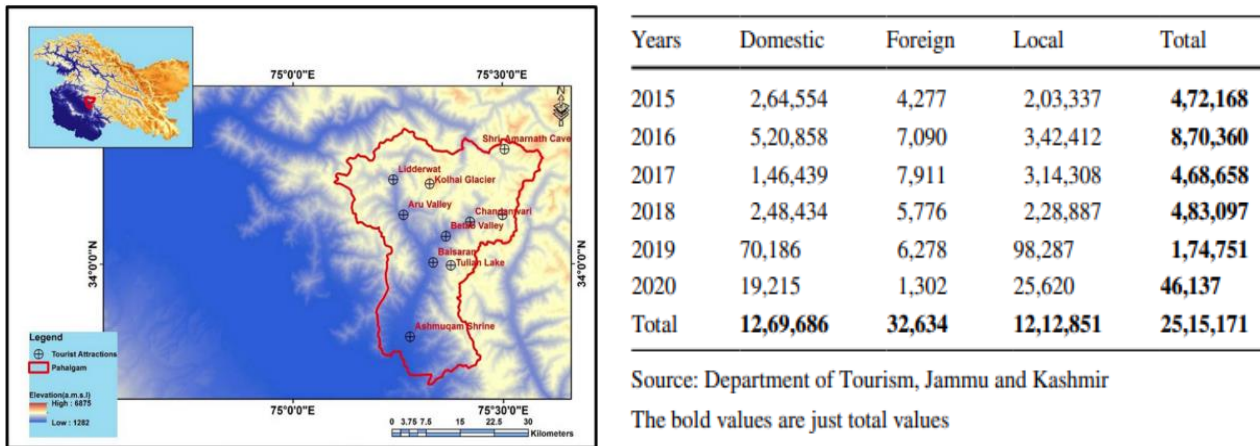 75°0'0"E 75°30'0"E
N
Shri-Amarnath Cave
Lidderwat
Kolhai Glacier
Aru Valley
Chandanwari
Betab Valley
34°0'0"N
34°0'0"N
Baisaran
Tulian Lake
Ashmuqam Shrine
Legend
Tourist Attractions
Pahalgam
Elevation(a.m.s.l)
High : 6875
Low : 1282
75°0'0"E 75°30'0"E
0 3.75 7.5 15 22.5 30
Kilometers
Years Domestic Foreign Local Total
2015 2,64,554 4,277 2,03,337 4,72,168
2016 5,20,858 7,090 3,42,412 8,70,360
2017 1,46,439 7,911 3,14,308 4,68,658
2018 2,48,434 5,776 2,28,887 4,83,097
2019 70,186 6,278 98,287 1,74,751
2020 19,215 1,302 25,620 46,137
Total 12,69,686 32,634 12,12,851 25,15,171
Source: Department of Tourism, Jammu and Kashmir
The bold values are just total values